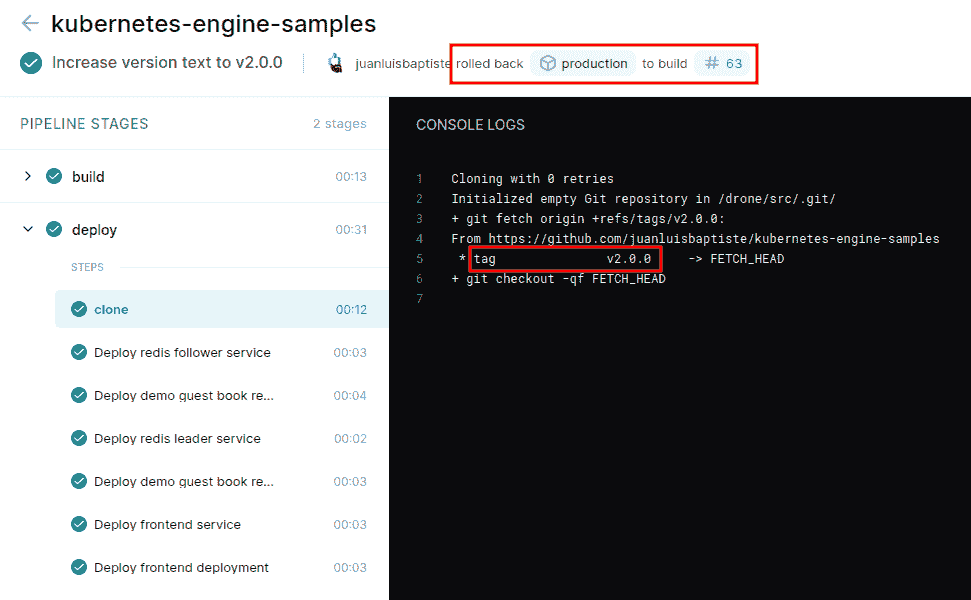 kubernetes-engine-samples
Increase version text to v2.0.0 juanluisbaptiste rolled back production to build # 63
PIPELINE STAGES 2 stages
build 00:13
deploy 00:31
STEPS
clone 00:12
Deploy redis follower service 00:03
Deploy demo guest book re... 00:04
Deploy redis leader service 00:02
Deploy demo guest book re... 00:03
Deploy frontend service 00:03
Deploy frontend deployment 00:03
CONSOLE LOGS
1 Cloning with 0 retries
2 Initialized empty Git repository in /drone/src/.git/
3 + git fetch origin +refs/tags/v2.0.0:
4 From https://github.com/juanluisbaptiste/kubernetes-engine-samples
5 * tag v2.0.0 -> FETCH_HEAD
6 + git checkout -qf FETCH_HEAD
7